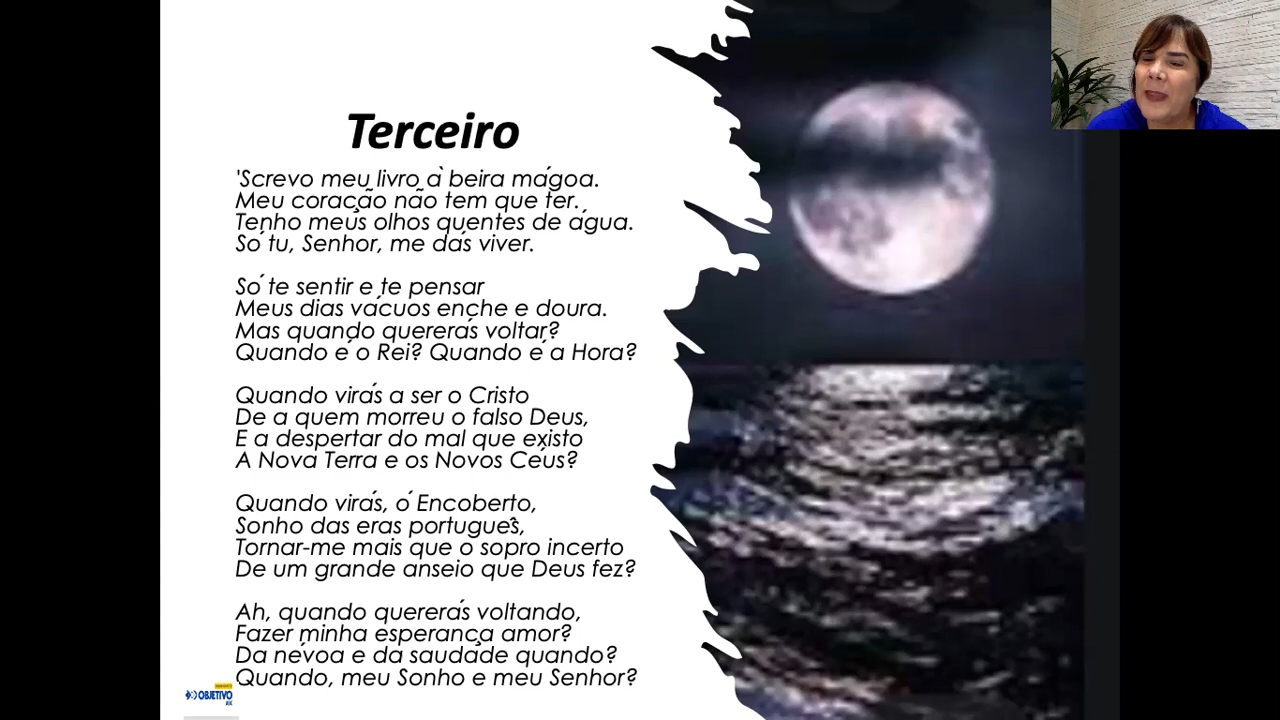 Terceiro
'Screvo meu livro à beira mágoa.
Meu coração não tem que ter.
Tenho meus olhos quentes de água.
Só tu, Senhor, me dás viver.
Só te sentir e te pensar
Meus dias vácuos enche e doura.
Mas quando quererás voltar?
Quando é o Rei? Quando é a Hora?
Quando virás a ser o Cristo
De a quem morreu o falso Deus,
E a despertar do mal que existo
A Nova Terra e os Novos Céus?
Quando virás, ó Encoberto,
Sonho das eras português,
Tornar-me mais que o sopro incerto
De um grande anseio que Deus fez?
Ah, quando quererás voltando,
Fazer minha esperança amor?
Da névoa e da saudade quando?
Quando, meu Sonho e meu Senhor?
OBJETIVO